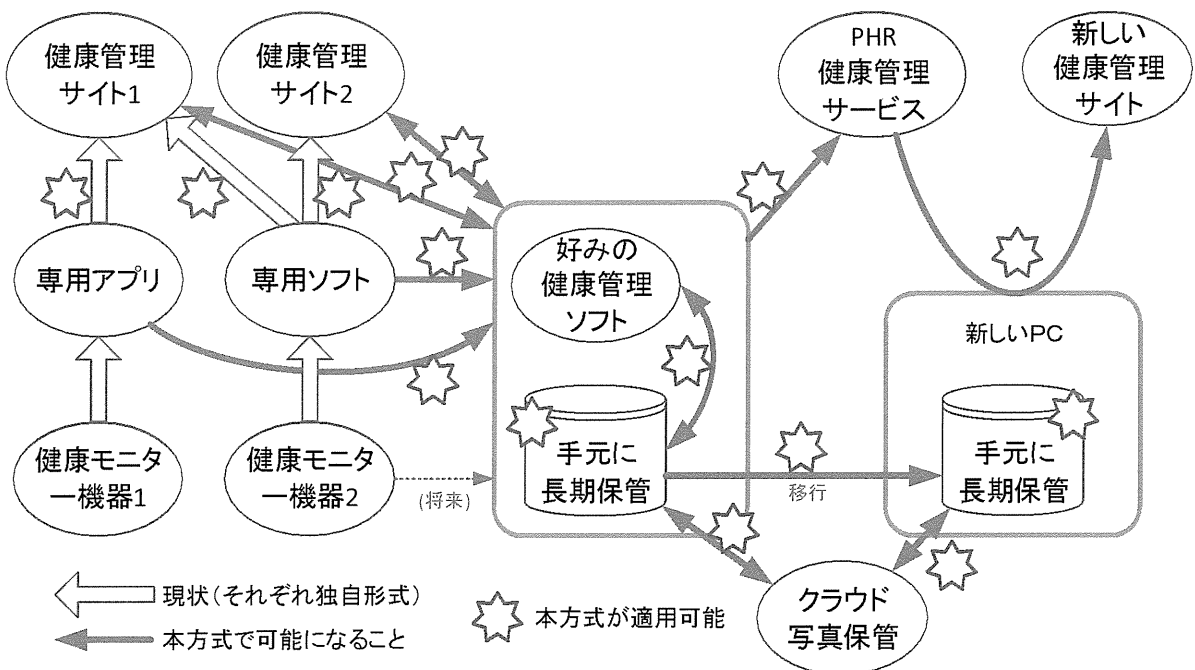 健康管理
サイト1
健康管理
サイト2
PHR
健康管理
サービス
新しい
健康管理
サイト
専用アプリ
専用ソフト
好みの
健康管理
ソフト
新しいPC
健康モニタ
ー機器1
健康モニタ
ー機器2
(将来)
手元に
長期保管
移行
手元に
長期保管
クラウド
写真保管
現状(それぞれ独自形式)
本方式で可能になること
本方式が適用可能